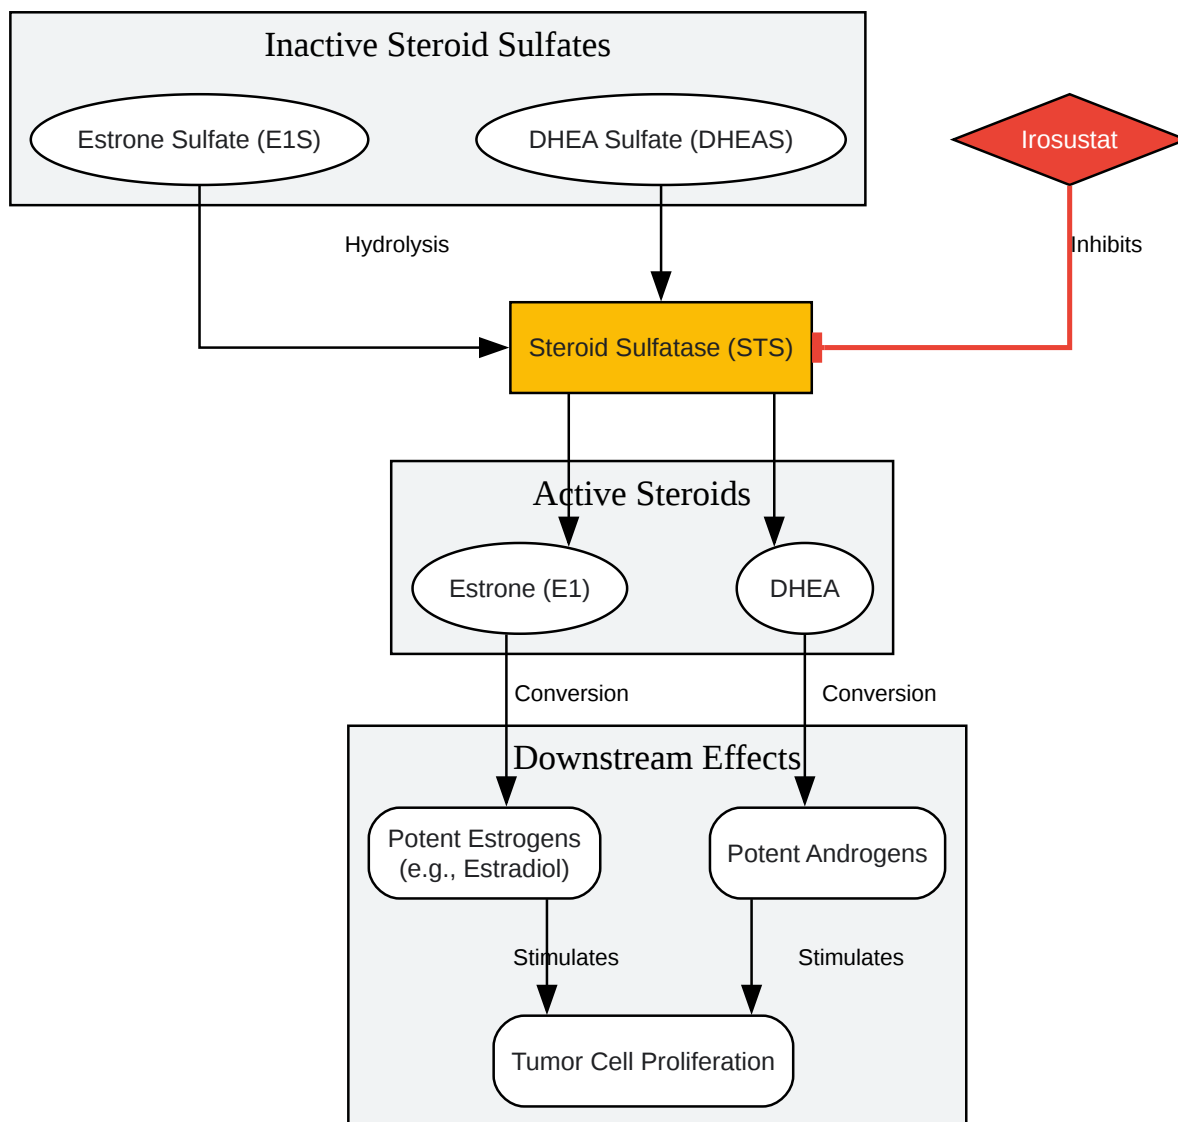 Inactive Steroid Sulfates
Estrone Sulfate (E1S)
DHEA Sulfate (DHEAS)
Irosustat
Hydrolysis
Inhibits
Steroid Sulfatase (STS)
Active Steroids
Estrone (E1)
DHEA
Conversion
Conversion
Downstream Effects
Potent Estrogens
(e.g., Estradiol)
Potent Androgens
Stimulates
Stimulates
Tumor Cell Proliferation